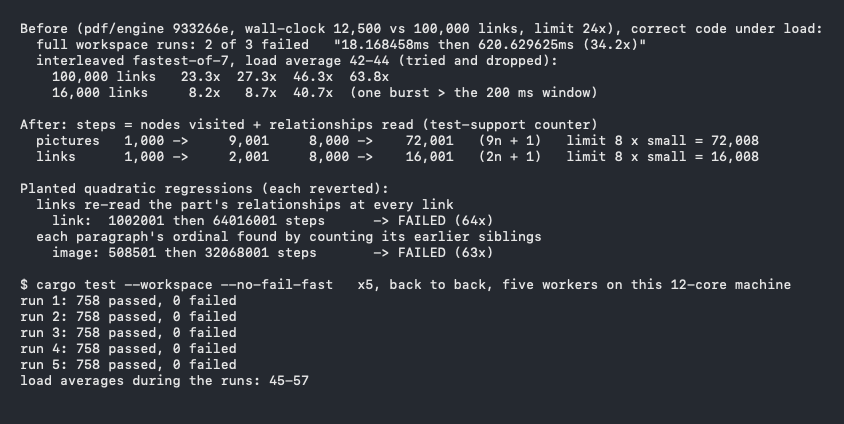 Before (pdf/engine 933266e, wall-clock 12,500 vs 100,000 links, limit 24x), correct code under load:
  full workspace runs: 2 of 3 failed   "18.168458ms then 620.629625ms (34.2x)"
  interleaved fastest-of-7, load average 42-44 (tried and dropped):
    100,000 links   23.3x  27.3x  46.3x  63.8x
    16,000 links     8.2x   8.7x  40.7x  (one burst > the 200 ms window)

After: steps = nodes visited + relationships read (test-support counter)
  pictures   1,000 ->     9,001     8,000 ->    72,001   (9n + 1)   limit 8 x small = 72,008
  links      1,000 ->     2,001     8,000 ->    16,001   (2n + 1)   limit 8 x small = 16,008

Planted quadratic regressions (each reverted):
  links re-read the part's relationships at every link
    link:  1002001 then 64016001 steps      -> FAILED (64x)
  each paragraph's ordinal found by counting its earlier siblings
    image: 508501 then 32068001 steps       -> FAILED (63x)

$ cargo test --workspace --no-fail-fast   x5, back to back, five workers on this 12-core machine
run 1: 758 passed, 0 failed
run 2: 758 passed, 0 failed
run 3: 758 passed, 0 failed
run 4: 758 passed, 0 failed
run 5: 758 passed, 0 failed
load averages during the runs: 45-57